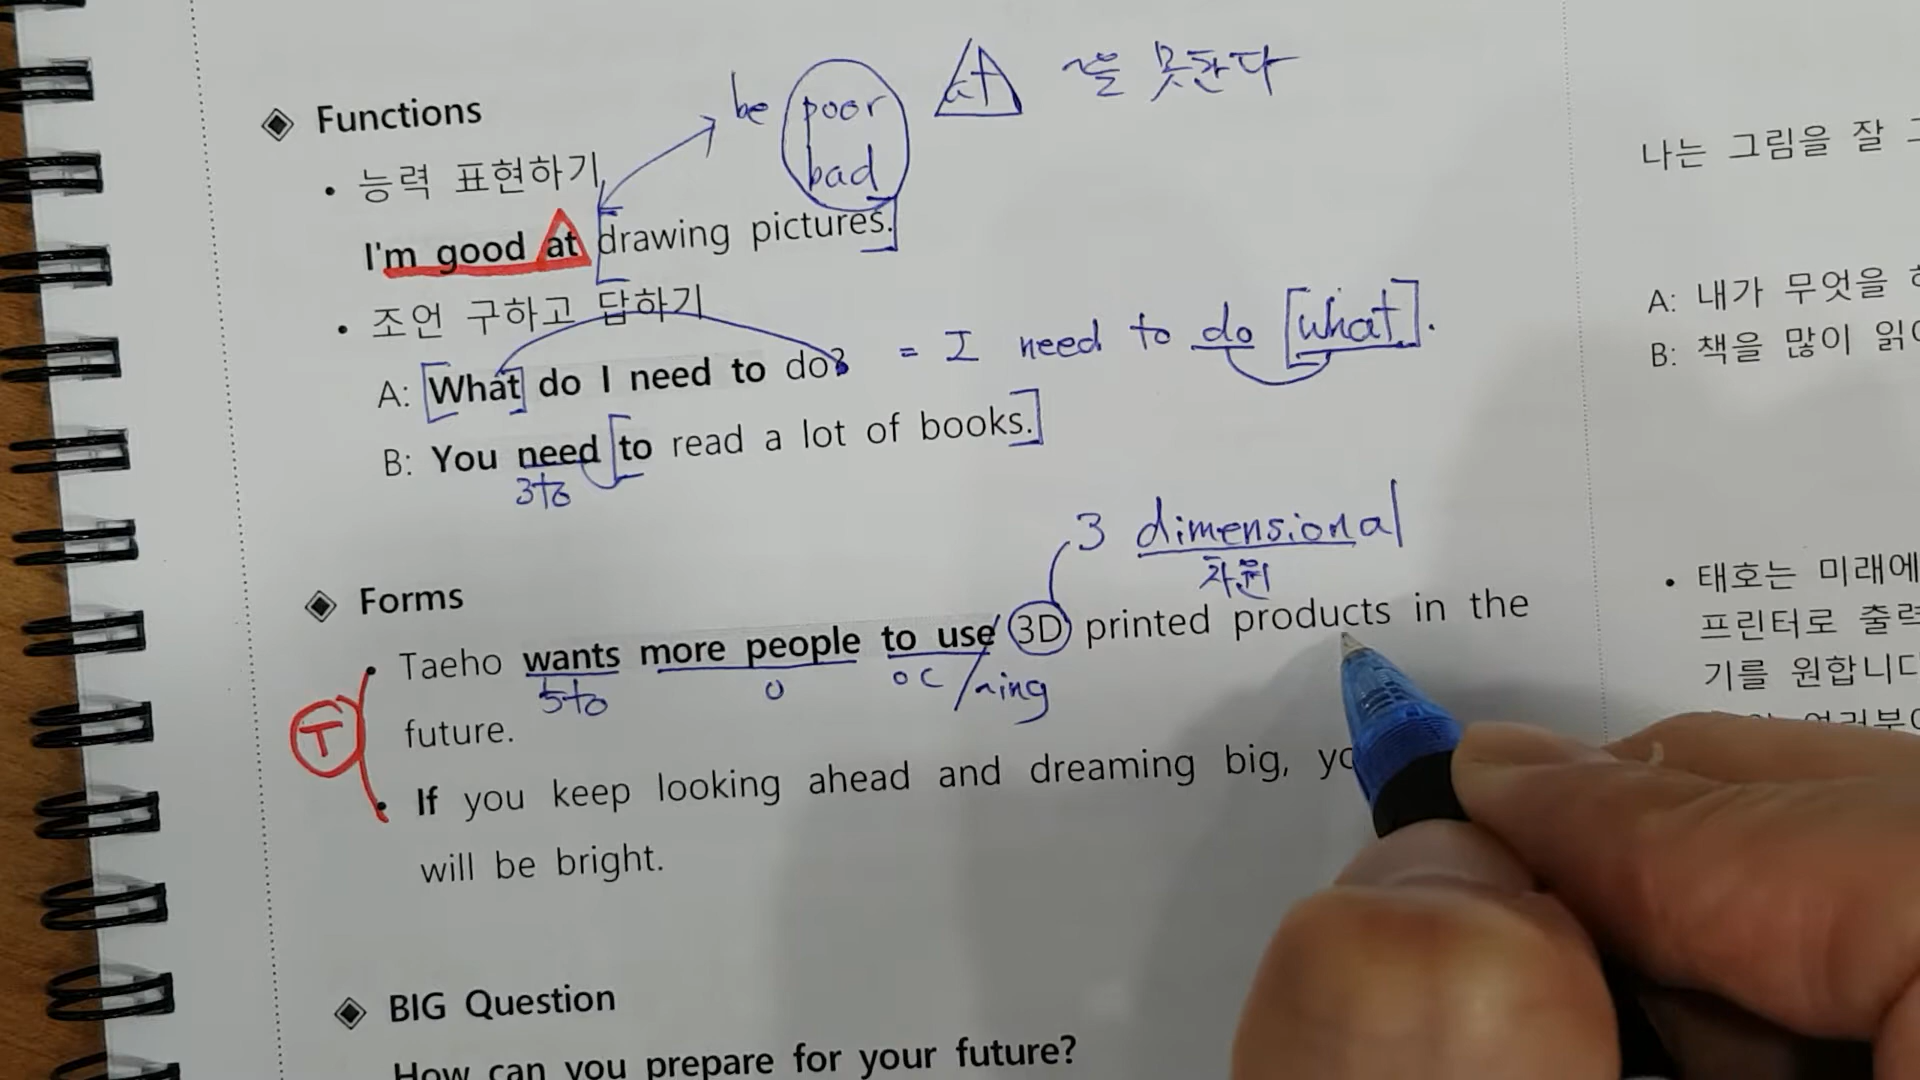 be poor at ~을 못한다
bad
Functions
능력 표현하기
I'm good at drawing pictures.
조언 구하고 답하기
A: What do I need to do? = I need to do [what].
B: You need to read a lot of books.
3to
3 dimensional
차원
Forms
Taeho wants more people to use 3D printed products in the
5to O OC /~ing
T
future.
If you keep looking ahead and dreaming big,
will be bright.
BIG Question
How can you prepare for your future?
나는 그림을 잘
A: 내가 무엇을
B: 책을 많이
태호는 미래에
프린터로 출력
기를 원합니다